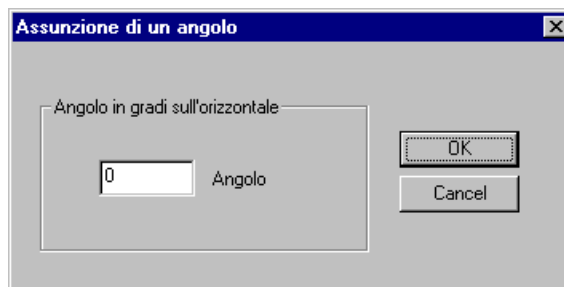 Assunzione di un angolo
Angolo in gradi sull'orizzontale
0 Angolo
OK
Cancel